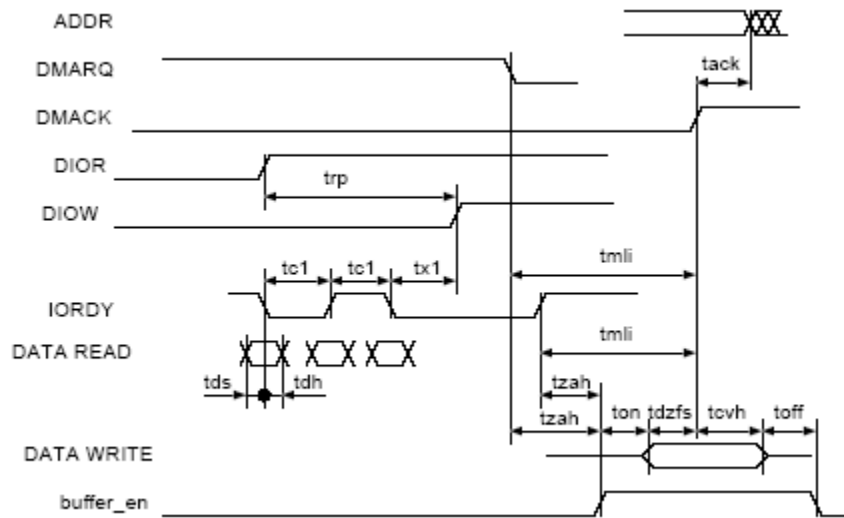 ADDR
DMARQ
tack
DMACK
DIOR
trp
DIOW
tc1 tc1 tx1 tmli
IORDY
DATA READ tmli
tds tdh tzah
tzah ton tdzfs tcvh toff
DATA WRITE
buffer_en